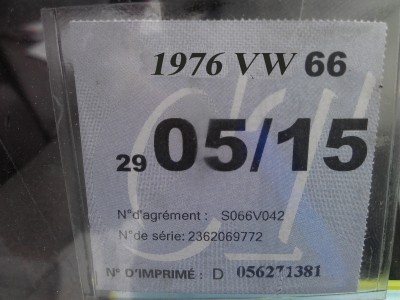 1976 VW 66
29 05/15
N°d'agrément : S066V042
N°de série: 2362069772
N° D'IMPRIMÉ : D 056271381